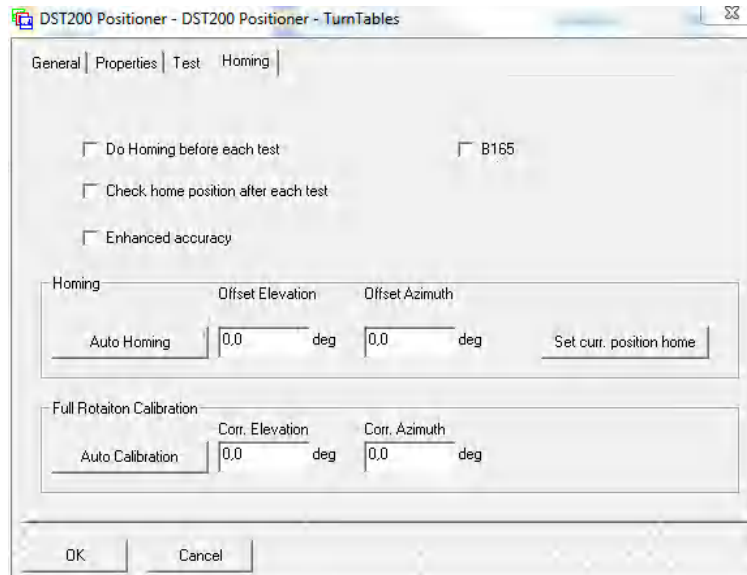 DST200 Positioner - DST200 Positioner - TurnTables
General Properties Test Homing
Do Homing before each test B165
Check home position after each test
Enhanced accuracy
Homing
Offset Elevation Offset Azimuth
Auto Homing 0,0 deg 0,0 deg Set curr. position home
Full Rotaiton Calibration
Corr. Elevation Corr. Azimuth
Auto Calibration 0,0 deg 0,0 deg
OK Cancel